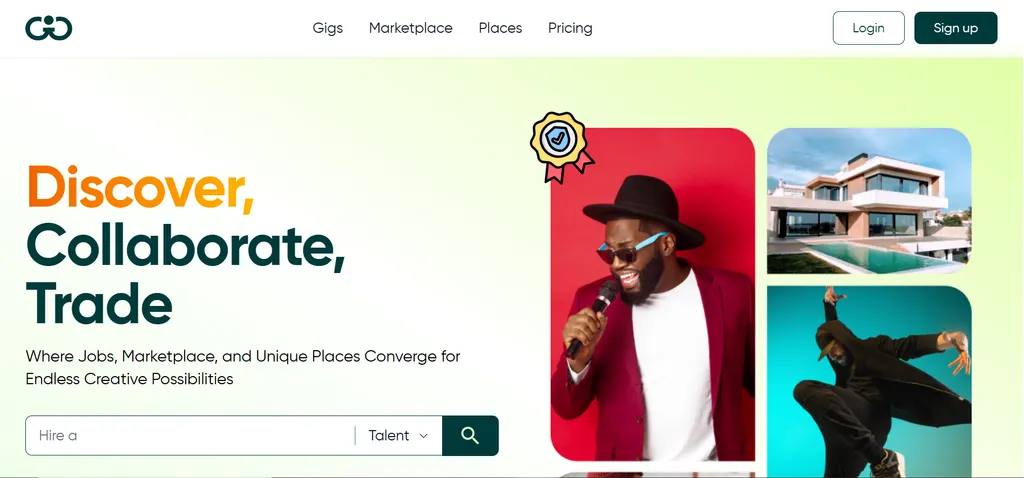 Gigs
Marketplace
Places
Pricing
Login
Sign up
Discover,
Collaborate,
Trade
Where Jobs, Marketplace, and Unique Places Converge for
Endless Creative Possibilities
Hire a
Talent